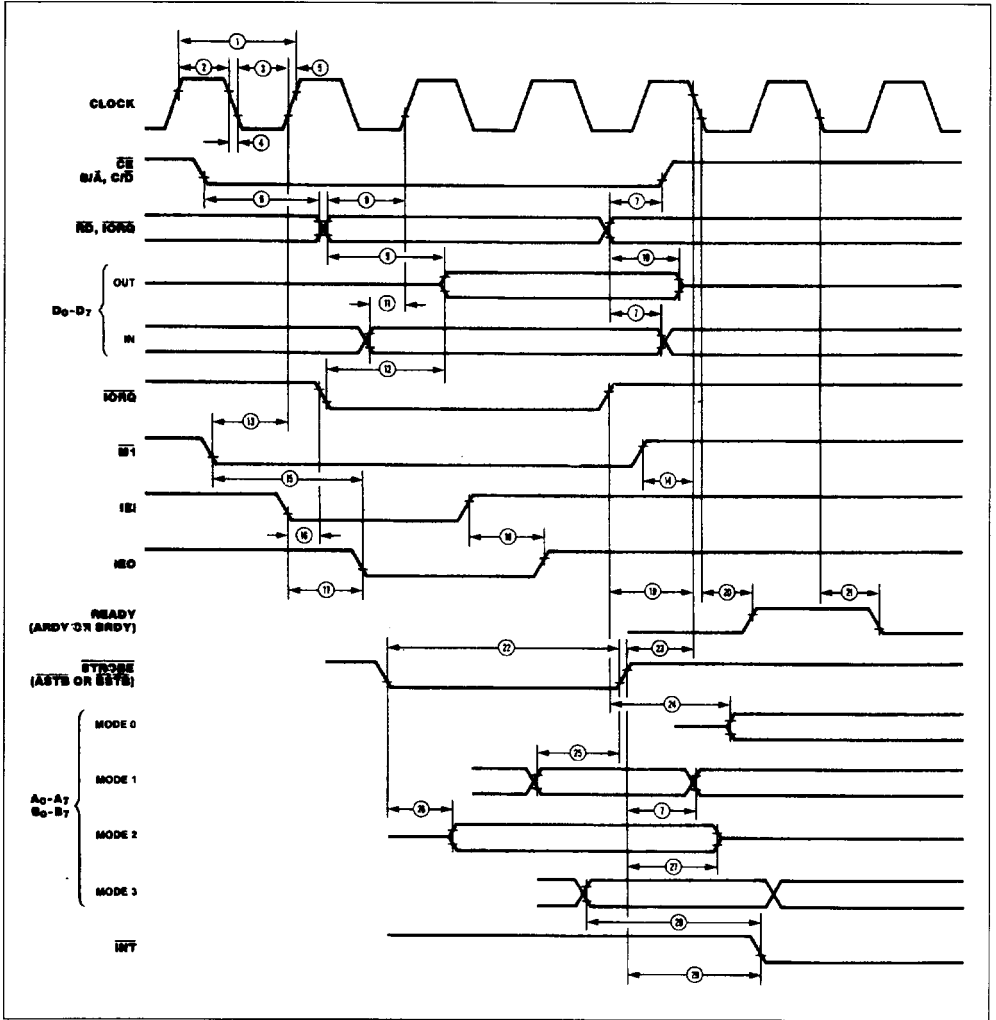 1
2 3 5
CLOCK
4
CE
B/A, C/D
6 8 7
RD, IORQ
9 10
OUT
11
D0-D7
7
IN
12
IORQ
13
M1
15 14
IEI
16 18
IEO
17 19 20 21
READY
(ARDY OR BRDY)
22 23
STROBE
(ASTB OR BSTB)
24
MODE 0
25
MODE 1
A0-A7
B0-B7
26 7
MODE 2
27
MODE 3
28
INT
29